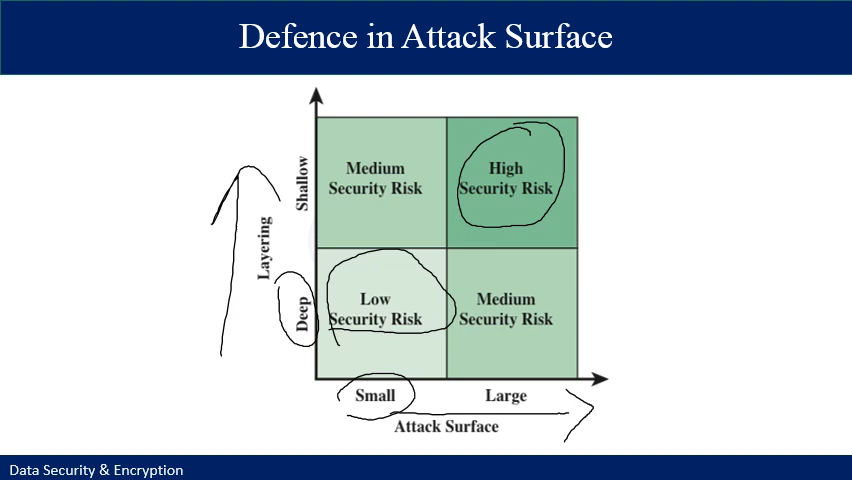 Defence in Attack Surface
Shallow
Medium
Security Risk
High
Security Risk
Layering
Deep
Low
Security Risk
Medium
Security Risk
Small
Large
Attack Surface
Data Security & Encryption